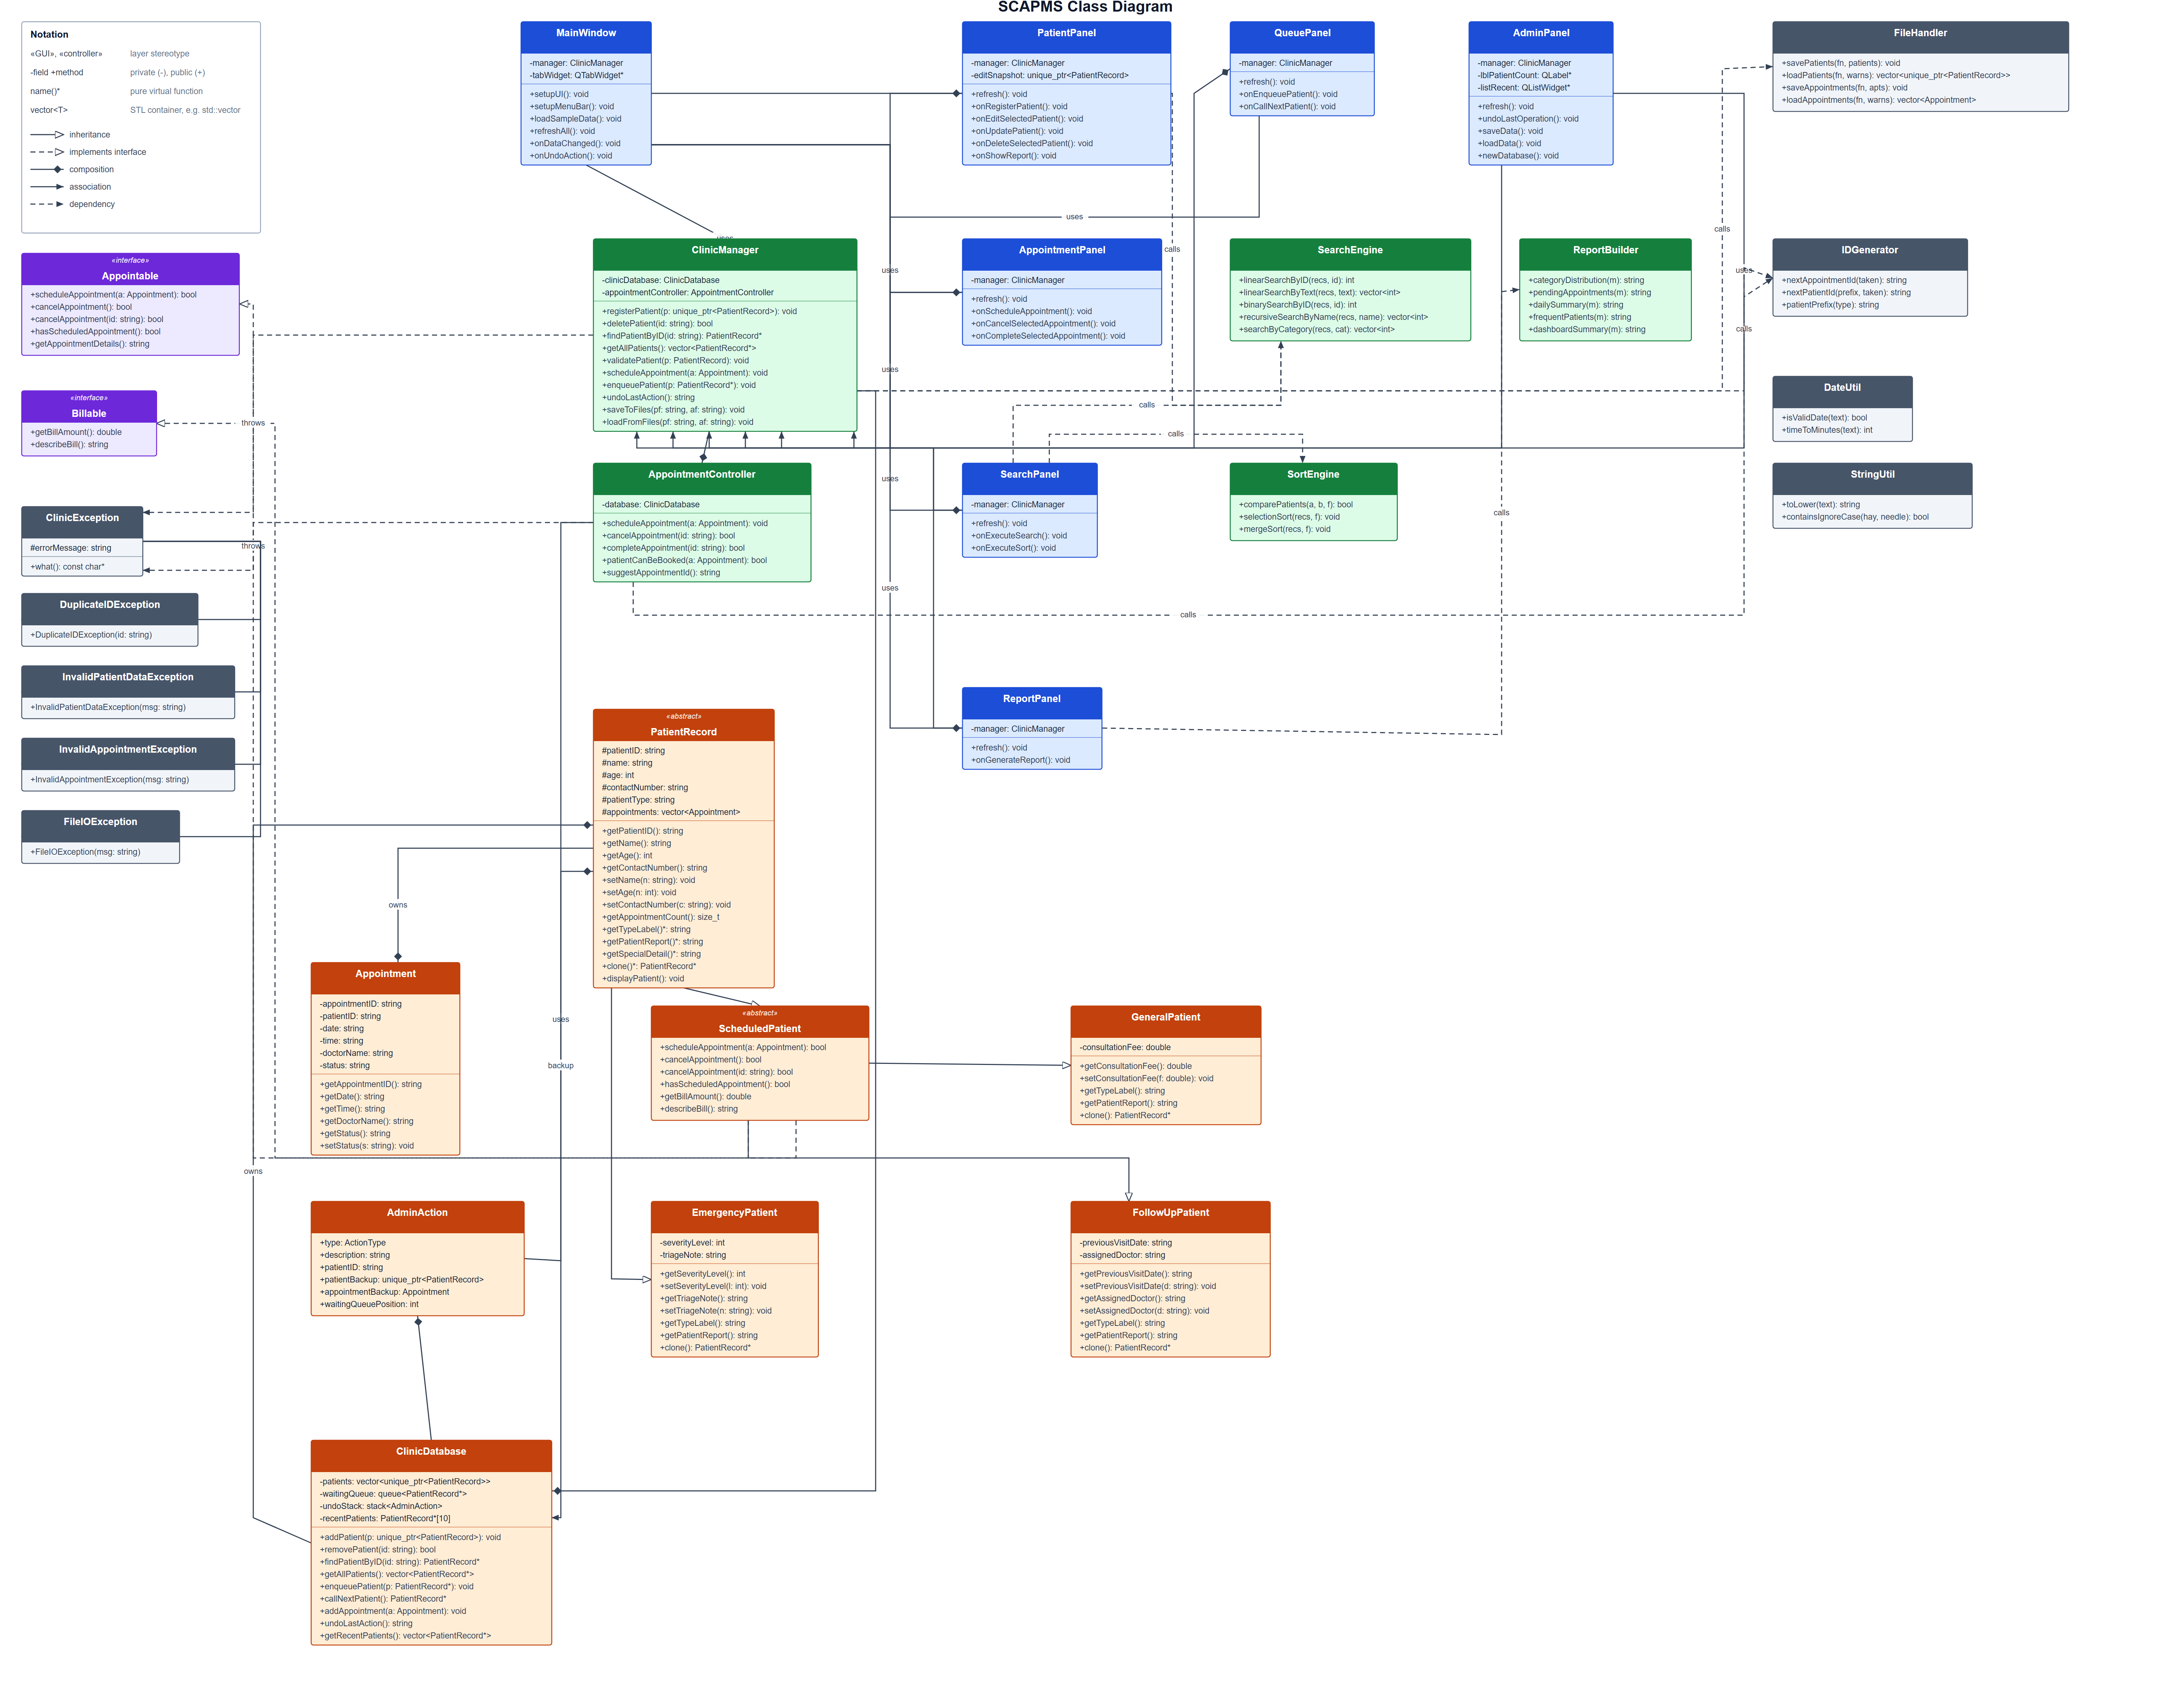 SCAPMS Class Diagram
Notation
«GUI», «controller» layer stereotype
-field +method private (-), public (+)
name()* pure virtual function
vector<T> STL container, e.g. std::vector
inheritance
implements interface
composition
association
dependency
MainWindow
-manager: ClinicManager
-tabWidget: QTabWidget*
+setupUI(): void
+setupMenuBar(): void
+loadSampleData(): void
+refreshAll(): void
+onDataChanged(): void
+onUndoAction(): void
PatientPanel
-manager: ClinicManager
-editSnapshot: unique_ptr<PatientRecord>
+refresh(): void
+onRegisterPatient(): void
+onEditSelectedPatient(): void
+onUpdatePatient(): void
+onDeleteSelectedPatient(): void
+onShowReport(): void
QueuePanel
-manager: ClinicManager
+refresh(): void
+onEnqueuePatient(): void
+onCallNextPatient(): void
AdminPanel
-manager: ClinicManager
-lblPatientCount: QLabel*
-listRecent: QListWidget*
+refresh(): void
+undoLastOperation(): void
+saveData(): void
+loadData(): void
+newDatabase(): void
FileHandler
+savePatients(fn, patients): void
+loadPatients(fn, warns): vector<unique_ptr<PatientRecord>>
+saveAppointments(fn, apts): void
+loadAppointments(fn, warns): vector<Appointment>
uses
uses
calls
calls
uses
uses
calls
uses
calls
calls
throws
uses
calls
throws
uses
calls
owns
uses
backup
owns
«interface»
Appointable
+scheduleAppointment(a: Appointment): bool
+cancelAppointment(): bool
+cancelAppointment(id: string): bool
+hasScheduledAppointment(): bool
+getAppointmentDetails(): string
ClinicManager
-clinicDatabase: ClinicDatabase
-appointmentController: AppointmentController
+registerPatient(p: unique_ptr<PatientRecord>): void
+deletePatient(id: string): bool
+findPatientByID(id: string): PatientRecord*
+getAllPatients(): vector<PatientRecord*>
+validatePatient(p: PatientRecord): void
+scheduleAppointment(a: Appointment): void
+enqueuePatient(p: PatientRecord*): void
+undoLastAction(): string
+saveToFiles(pf: string, af: string): void
+loadFromFiles(pf: string, af: string): void
AppointmentPanel
-manager: ClinicManager
+refresh(): void
+onScheduleAppointment(): void
+onCancelSelectedAppointment(): void
+onCompleteSelectedAppointment(): void
SearchEngine
+linearSearchByID(recs, id): int
+linearSearchByText(recs, text): vector<int>
+binarySearchByID(recs, id): int
+recursiveSearchByName(recs, name): vector<int>
+searchByCategory(recs, cat): vector<int>
ReportBuilder
+categoryDistribution(m): string
+pendingAppointments(m): string
+dailySummary(m): string
+frequentPatients(m): string
+dashboardSummary(m): string
IDGenerator
+nextAppointmentId(taken): string
+nextPatientId(prefix, taken): string
+patientPrefix(type): string
«interface»
Billable
+getBillAmount(): double
+describeBill(): string
DateUtil
+isValidDate(text): bool
+timeToMinutes(text): int
ClinicException
#errorMessage: string
+what(): const char*
AppointmentController
-database: ClinicDatabase
+scheduleAppointment(a: Appointment): void
+cancelAppointment(id: string): bool
+completeAppointment(id: string): bool
+patientCanBeBooked(a: Appointment): bool
+suggestAppointmentId(): string
SearchPanel
-manager: ClinicManager
+refresh(): void
+onExecuteSearch(): void
+onExecuteSort(): void
SortEngine
+comparePatients(a, b, f): bool
+selectionSort(recs, f): void
+mergeSort(recs, f): void
StringUtil
+toLower(text): string
+containsIgnoreCase(hay, needle): bool
DuplicateIDException
+DuplicateIDException(id: string)
InvalidPatientDataException
+InvalidPatientDataException(msg: string)
InvalidAppointmentException
+InvalidAppointmentException(msg: string)
FileIOException
+FileIOException(msg: string)
«abstract»
PatientRecord
#patientID: string
#name: string
#age: int
#contactNumber: string
#patientType: string
#appointments: vector<Appointment>
+getPatientID(): string
+getName(): string
+getAge(): int
+getContactNumber(): string
+setName(n: string): void
+setAge(n: int): void
+setContactNumber(c: string): void
+getAppointmentCount(): size_t
+getTypeLabel()*: string
+getPatientReport()*: string
+getSpecialDetail()*: string
+clone()*: PatientRecord*
+displayPatient(): void
ReportPanel
-manager: ClinicManager
+refresh(): void
+onGenerateReport(): void
Appointment
-appointmentID: string
-patientID: string
-date: string
-time: string
-doctorName: string
-status: string
+getAppointmentID(): string
+getDate(): string
+getTime(): string
+getDoctorName(): string
+getStatus(): string
+setStatus(s: string): void
«abstract»
ScheduledPatient
+scheduleAppointment(a: Appointment): bool
+cancelAppointment(): bool
+cancelAppointment(id: string): bool
+hasScheduledAppointment(): bool
+getBillAmount(): double
+describeBill(): string
GeneralPatient
-consultationFee: double
+getConsultationFee(): double
+setConsultationFee(f: double): void
+getTypeLabel(): string
+getPatientReport(): string
+clone(): PatientRecord*
AdminAction
+type: ActionType
+description: string
+patientID: string
+patientBackup: unique_ptr<PatientRecord>
+appointmentBackup: Appointment
+waitingQueuePosition: int
EmergencyPatient
-severityLevel: int
-triageNote: string
+getSeverityLevel(): int
+setSeverityLevel(l: int): void
+getTriageNote(): string
+setTriageNote(n: string): void
+getTypeLabel(): string
+getPatientReport(): string
+clone(): PatientRecord*
FollowUpPatient
-previousVisitDate: string
-assignedDoctor: string
+getPreviousVisitDate(): string
+setPreviousVisitDate(d: string): void
+getAssignedDoctor(): string
+setAssignedDoctor(d: string): void
+getTypeLabel(): string
+getPatientReport(): string
+clone(): PatientRecord*
ClinicDatabase
-patients: vector<unique_ptr<PatientRecord>>
-waitingQueue: queue<PatientRecord*>
-undoStack: stack<AdminAction>
-recentPatients: PatientRecord*[10]
+addPatient(p: unique_ptr<PatientRecord>): void
+removePatient(id: string): bool
+findPatientByID(id: string): PatientRecord*
+getAllPatients(): vector<PatientRecord*>
+enqueuePatient(p: PatientRecord*): void
+callNextPatient(): PatientRecord*
+addAppointment(a: Appointment): void
+undoLastAction(): string
+getRecentPatients(): vector<PatientRecord*>